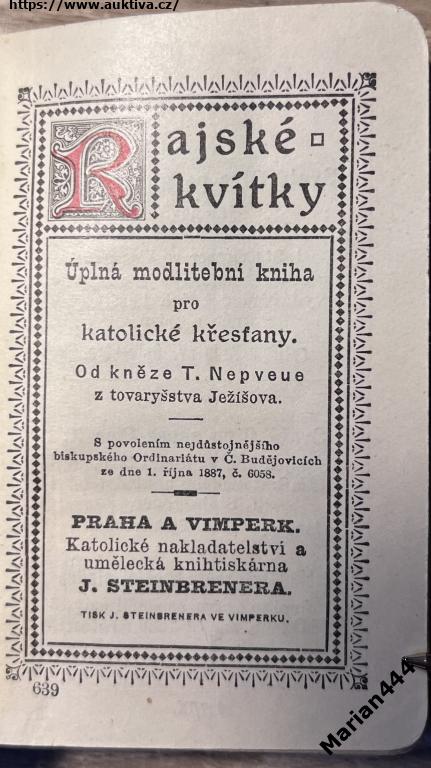 https://www.auktiva.cz/
Rajské
kvítky
Úplná modlitební kniha
pro
katolické křesťany.
Od kněze T. Nepveue
z tovaryšstva Ježíšova.
S povolením nejdůstojnějšího
biskupského Ordinariátu v Č. Budějovicích
ze dne 1. října 1887, č. 6058.
PRAHA A VIMPERK.
Katolické nakladatelství a
umělecká knihtiskárna
J. STEINBRENERA.
TISK J. STEINBRENERA VE VIMPERKU.
639
Marian444